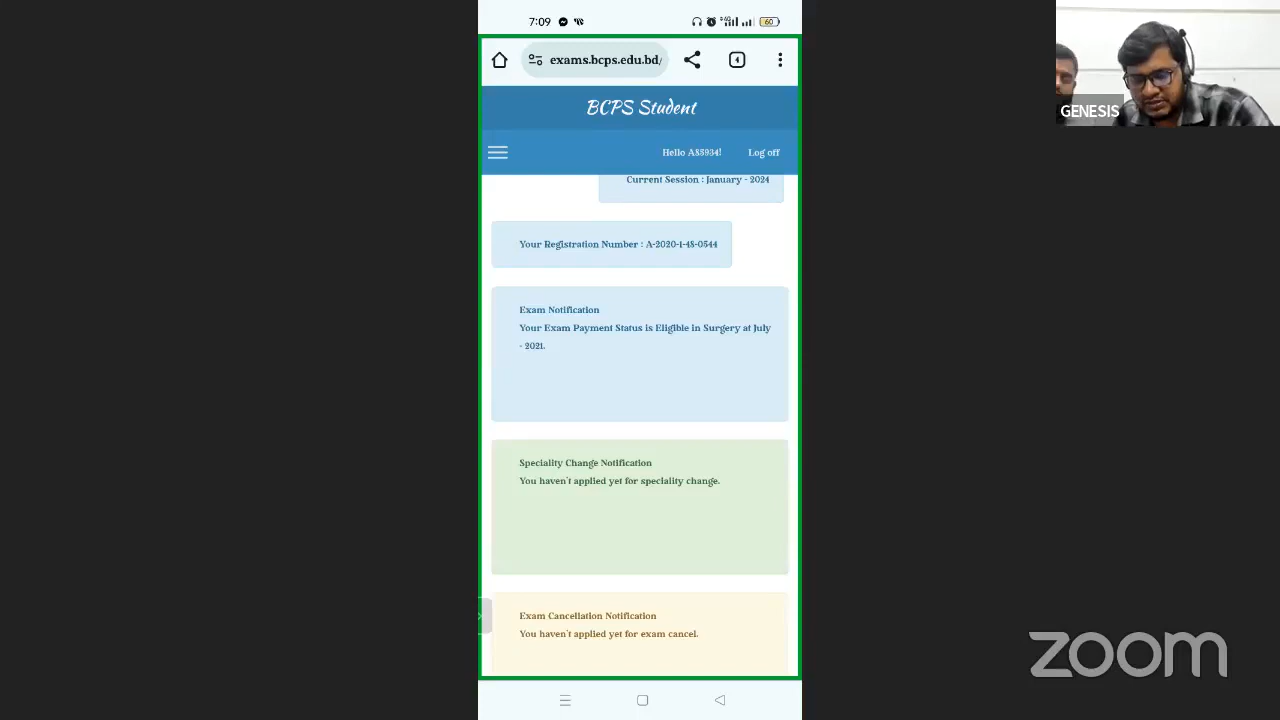 7:09
60
exams.bcps.edu.bd/
BCPS Student
Hello A85934!
Log off
Current Session : January - 2024
Your Registration Number : A-2020-1-48-0544
Exam Notification
Your Exam Payment Status is Eligible in Surgery at July
- 2021.
Speciality Change Notification
You haven't applied yet for speciality change.
Exam Cancellation Notification
You haven't applied yet for exam cancel.
GENESIS
zoom